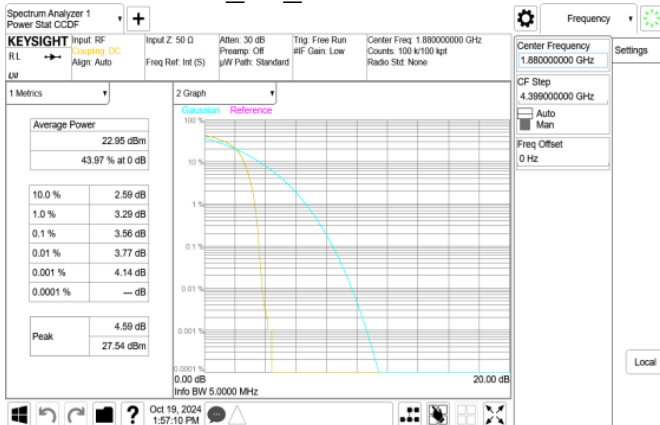 Spectrum Analyzer 1
Power Stat CCDF
+
Frequency
KEYSIGHT
RL
Input: RF
Coupling: DC
Align: Auto
Input Z: 50 Ω
Freq Ref: Int (S)
Atten: 30 dB
Preamp: Off
µW Path: Standard
Trig: Free Run
#IF Gain: Low
Center Freq: 1.880000000 GHz
Counts: 100 k/100 kpt
Radio Std: None
Center Frequency
1.880000000 GHz
Settings
CF Step
4.399000000 GHz
Auto
Man
Freq Offset
0 Hz
1 Metrics
Average Power
22.95 dBm
43.97 % at 0 dB
10.0 % 2.59 dB
1.0 % 3.29 dB
0.1 % 3.56 dB
0.01 % 3.77 dB
0.001 % 4.14 dB
0.0001 % --- dB
Peak
4.59 dB
27.54 dBm
2 Graph
Gaussian Reference
100 %
10 %
1 %
0.1 %
0.01 %
0.001 %
0.0001 %
0.00 dB 20.00 dB
Info BW 5.0000 MHz
Local
?
Oct 19, 2024
1:57:10 PM